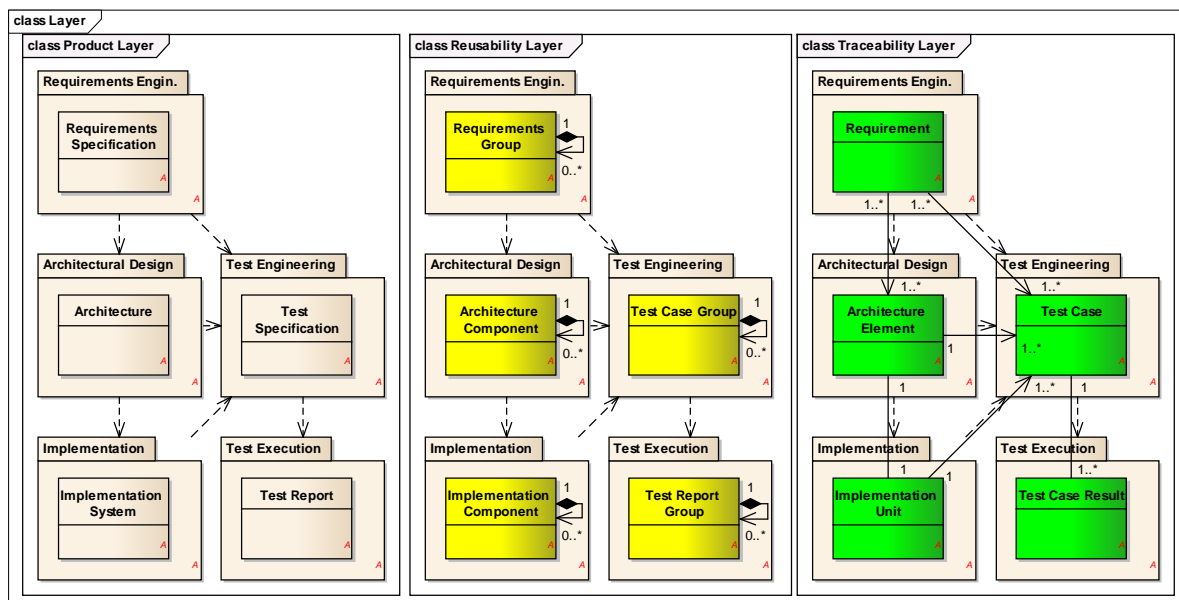 class Layer
class Product Layer
Requirements Engin.
Requirements
Specification
A
A
Architectural Design
Architecture
A
A
Test Engineering
Test
Specification
A
A
Implementation
Implementation
System
A
A
Test Execution
Test Report
A
A
class Reusability Layer
Requirements Engin.
Requirements
Group
1
0..*
A
A
Architectural Design
Architecture
Component
1
0..*
A
A
Test Engineering
Test Case Group
1
0..*
A
A
Implementation
Implementation
Component
1
0..*
A
A
Test Execution
Test Report
Group
1
0..*
A
A
class Traceability Layer
Requirements Engin.
Requirement
A
A
1..*
1..*
Architectural Design
1..*
Architecture
Element
1
A
A
1
Test Engineering
1..*
Test Case
1..*
A
A
1..*
1
Implementation
1
1
Implementation
Unit
A
A
Test Execution
1..*
Test Case Result
A
A